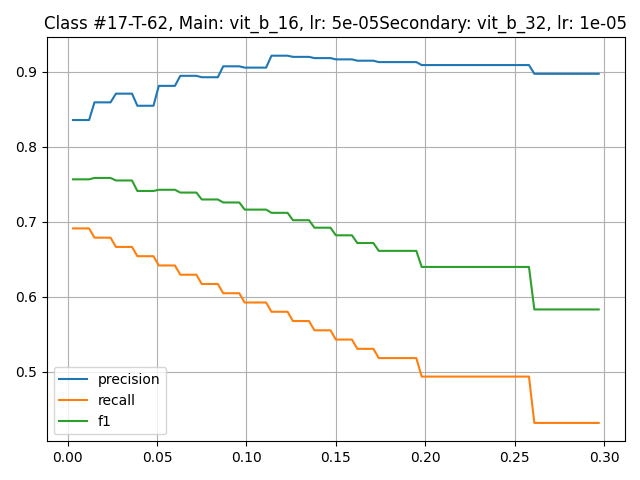 Class #17-T-62, Main: vit_b_16, lr: 5e-05Secondary: vit_b_32, lr: 1e-05
0.9
0.8
0.7
0.6
0.5
precision
recall
f1
0.00 0.05 0.10 0.15 0.20 0.25 0.30